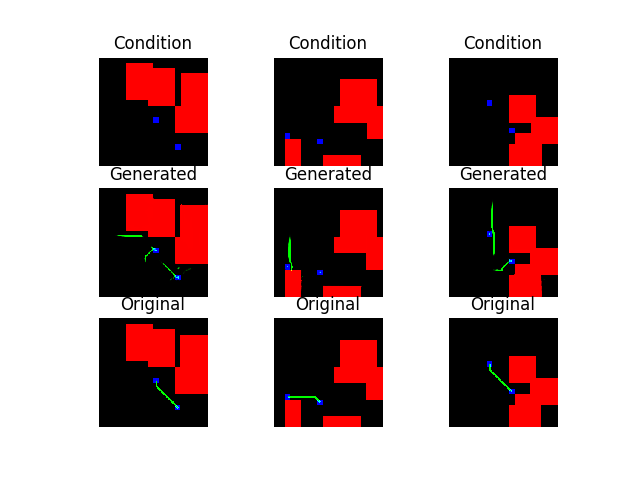 Condition Condition Condition
Generated Generated Generated
Original Original Original